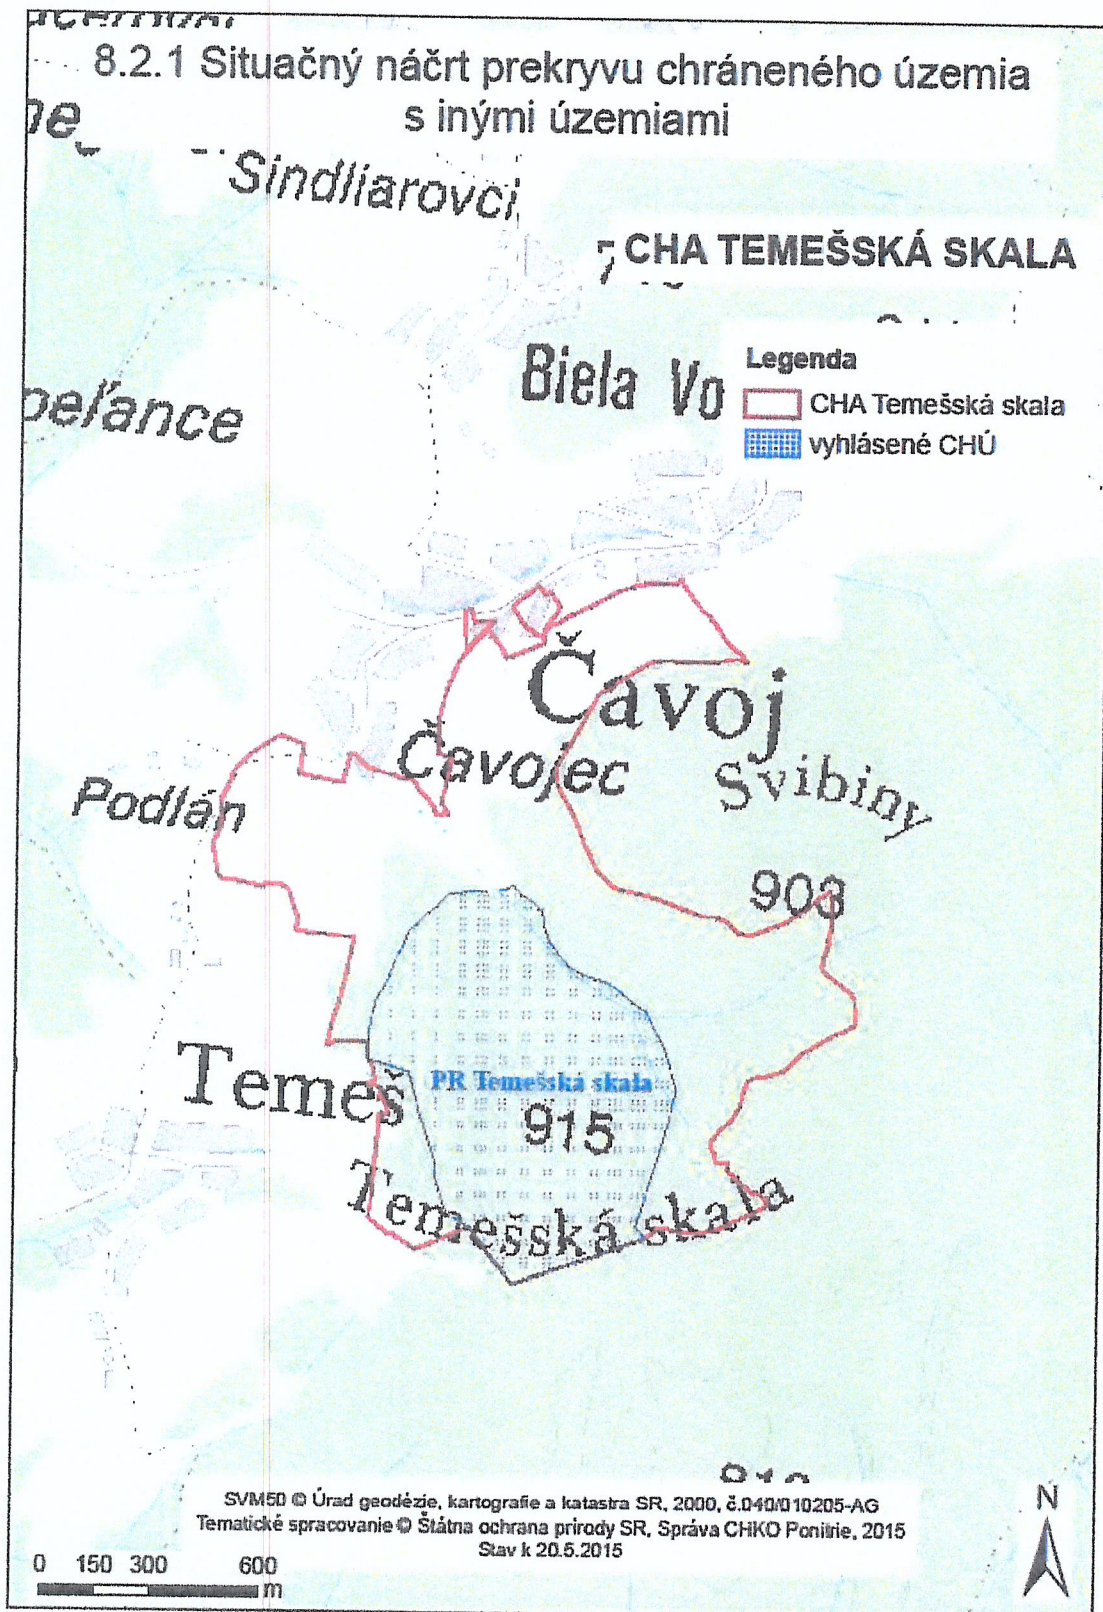 8.2.1 Situačný náčrt prekryvu chráneného územia
s inými územiami
Šindliarovci
CHA TEMEŠSKÁ SKALA
Biela Vo
Legenda
CHA Temešská skala
vyhlásené CHÚ
peľance
Čavoj
Čavojec
Svibiny
Podlán
903
Temeš
PR Temešská skala
915
Temešská skala
SVM50 © Úrad geodézie, kartografie a katastra SR, 2000, č.040/010205-AG
Tematické spracovanie © Štátna ochrana prírody SR, Správa CHKO Ponitrie, 2015
Stav k 20.5.2015
N
0 150 300 600
m